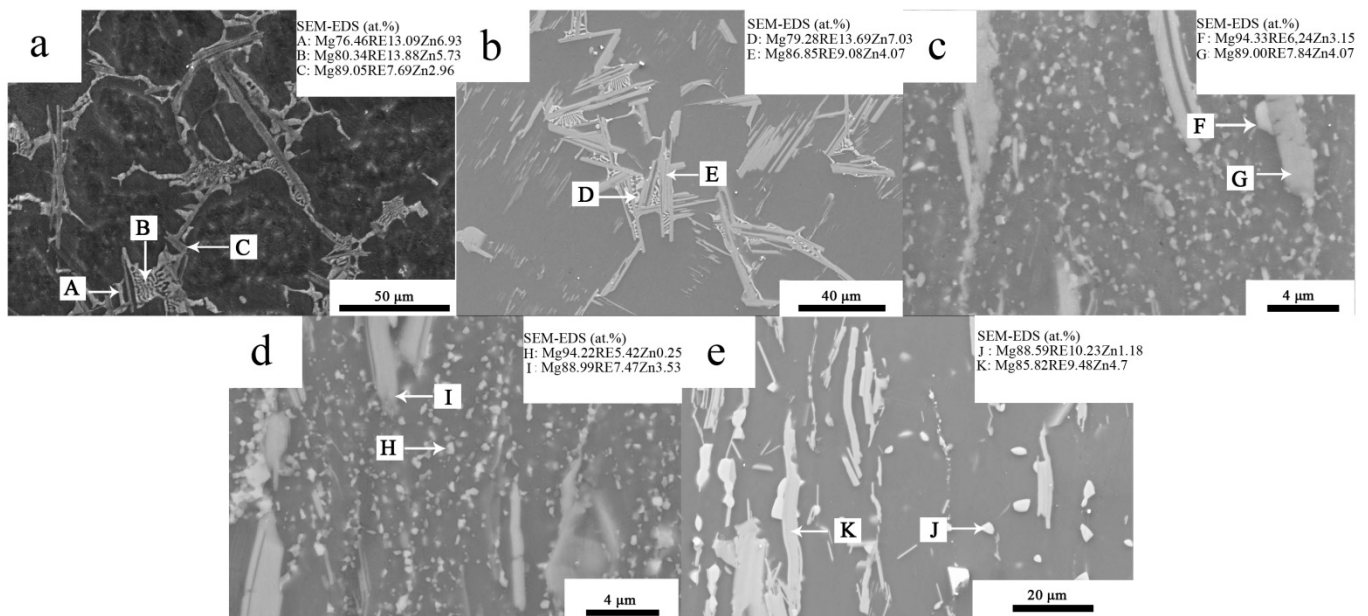 a
SEM-EDS (at.%)
A: Mg76.46RE13.09Zn6.93
B: Mg80.34RE13.88Zn5.73
C: Mg89.05RE7.69Zn2.96
B
C
A
50 μm
b
SEM-EDS (at.%)
D: Mg79.28RE13.69Zn7.03
E: Mg86.85RE9.08Zn4.07
E
D
40 μm
c
SEM-EDS (at.%)
F: Mg94.33RE6,24Zn3.15
G: Mg89.00RE7.84Zn4.07
F
G
4 μm
d
SEM-EDS (at.%)
H: Mg94.22RE5.42Zn0.25
I: Mg88.99RE7.47Zn3.53
I
H
4 μm
e
SEM-EDS (at.%)
J : Mg88.59RE10.23Zn1.18
K: Mg85.82RE9.48Zn4.7
K
J
20 μm